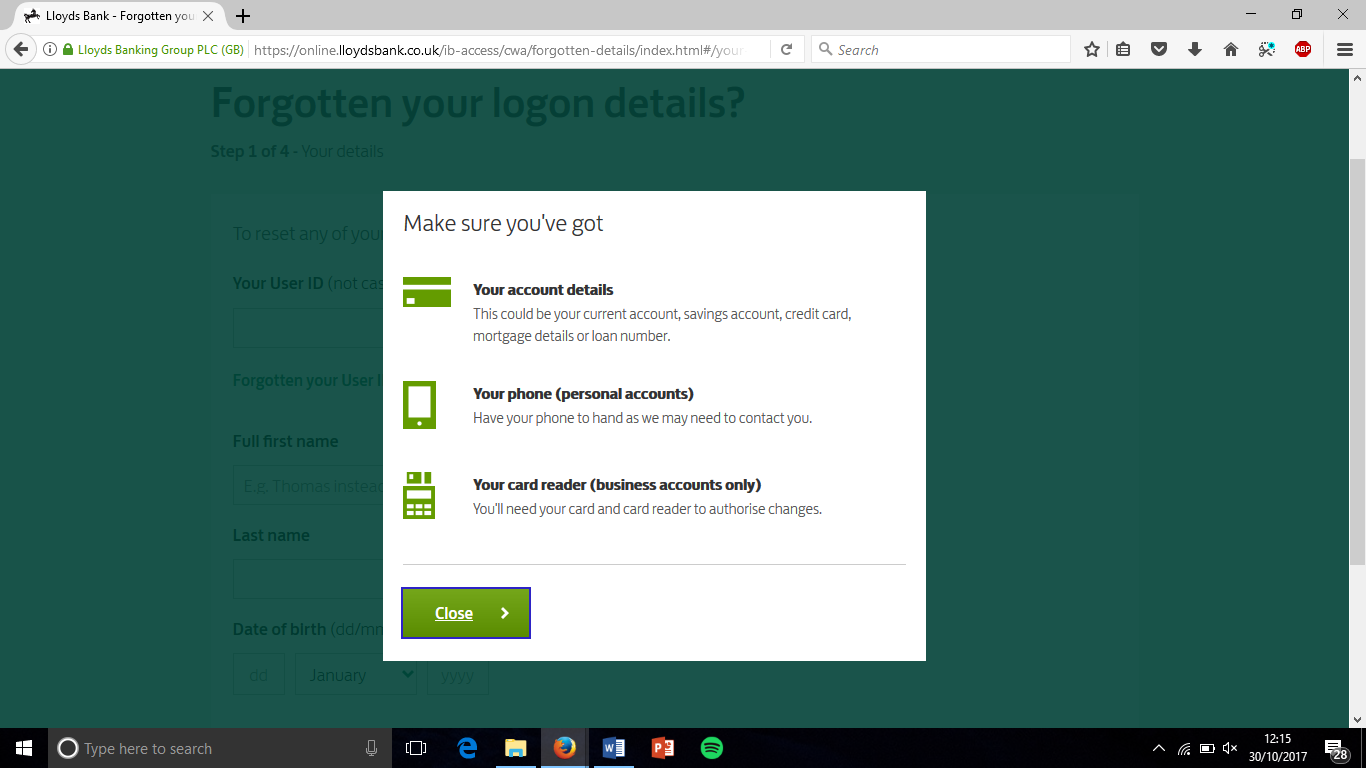 Lloyds Bank - Forgotten you
Lloyds Banking Group PLC (GB)
https://online.lloydsbank.co.uk/ib-access/cwa/forgotten-details/index.html#/your
Search
ABP
Forgotten your logon details?
Step 1 of 4 - Your details
To reset any of your
Your User ID (not cas
Forgotten your User I
Full first name
E.g. Thomas instead
Last name
Date of birth (dd/mm
dd
January
yyyy
Make sure you've got
Your account details
This could be your current account, savings account, credit card,
mortgage details or loan number.
Your phone (personal accounts)
Have your phone to hand as we may need to contact you.
Your card reader (business accounts only)
You'll need your card and card reader to authorise changes.
Close
Type here to search
12:15
30/10/2017
28